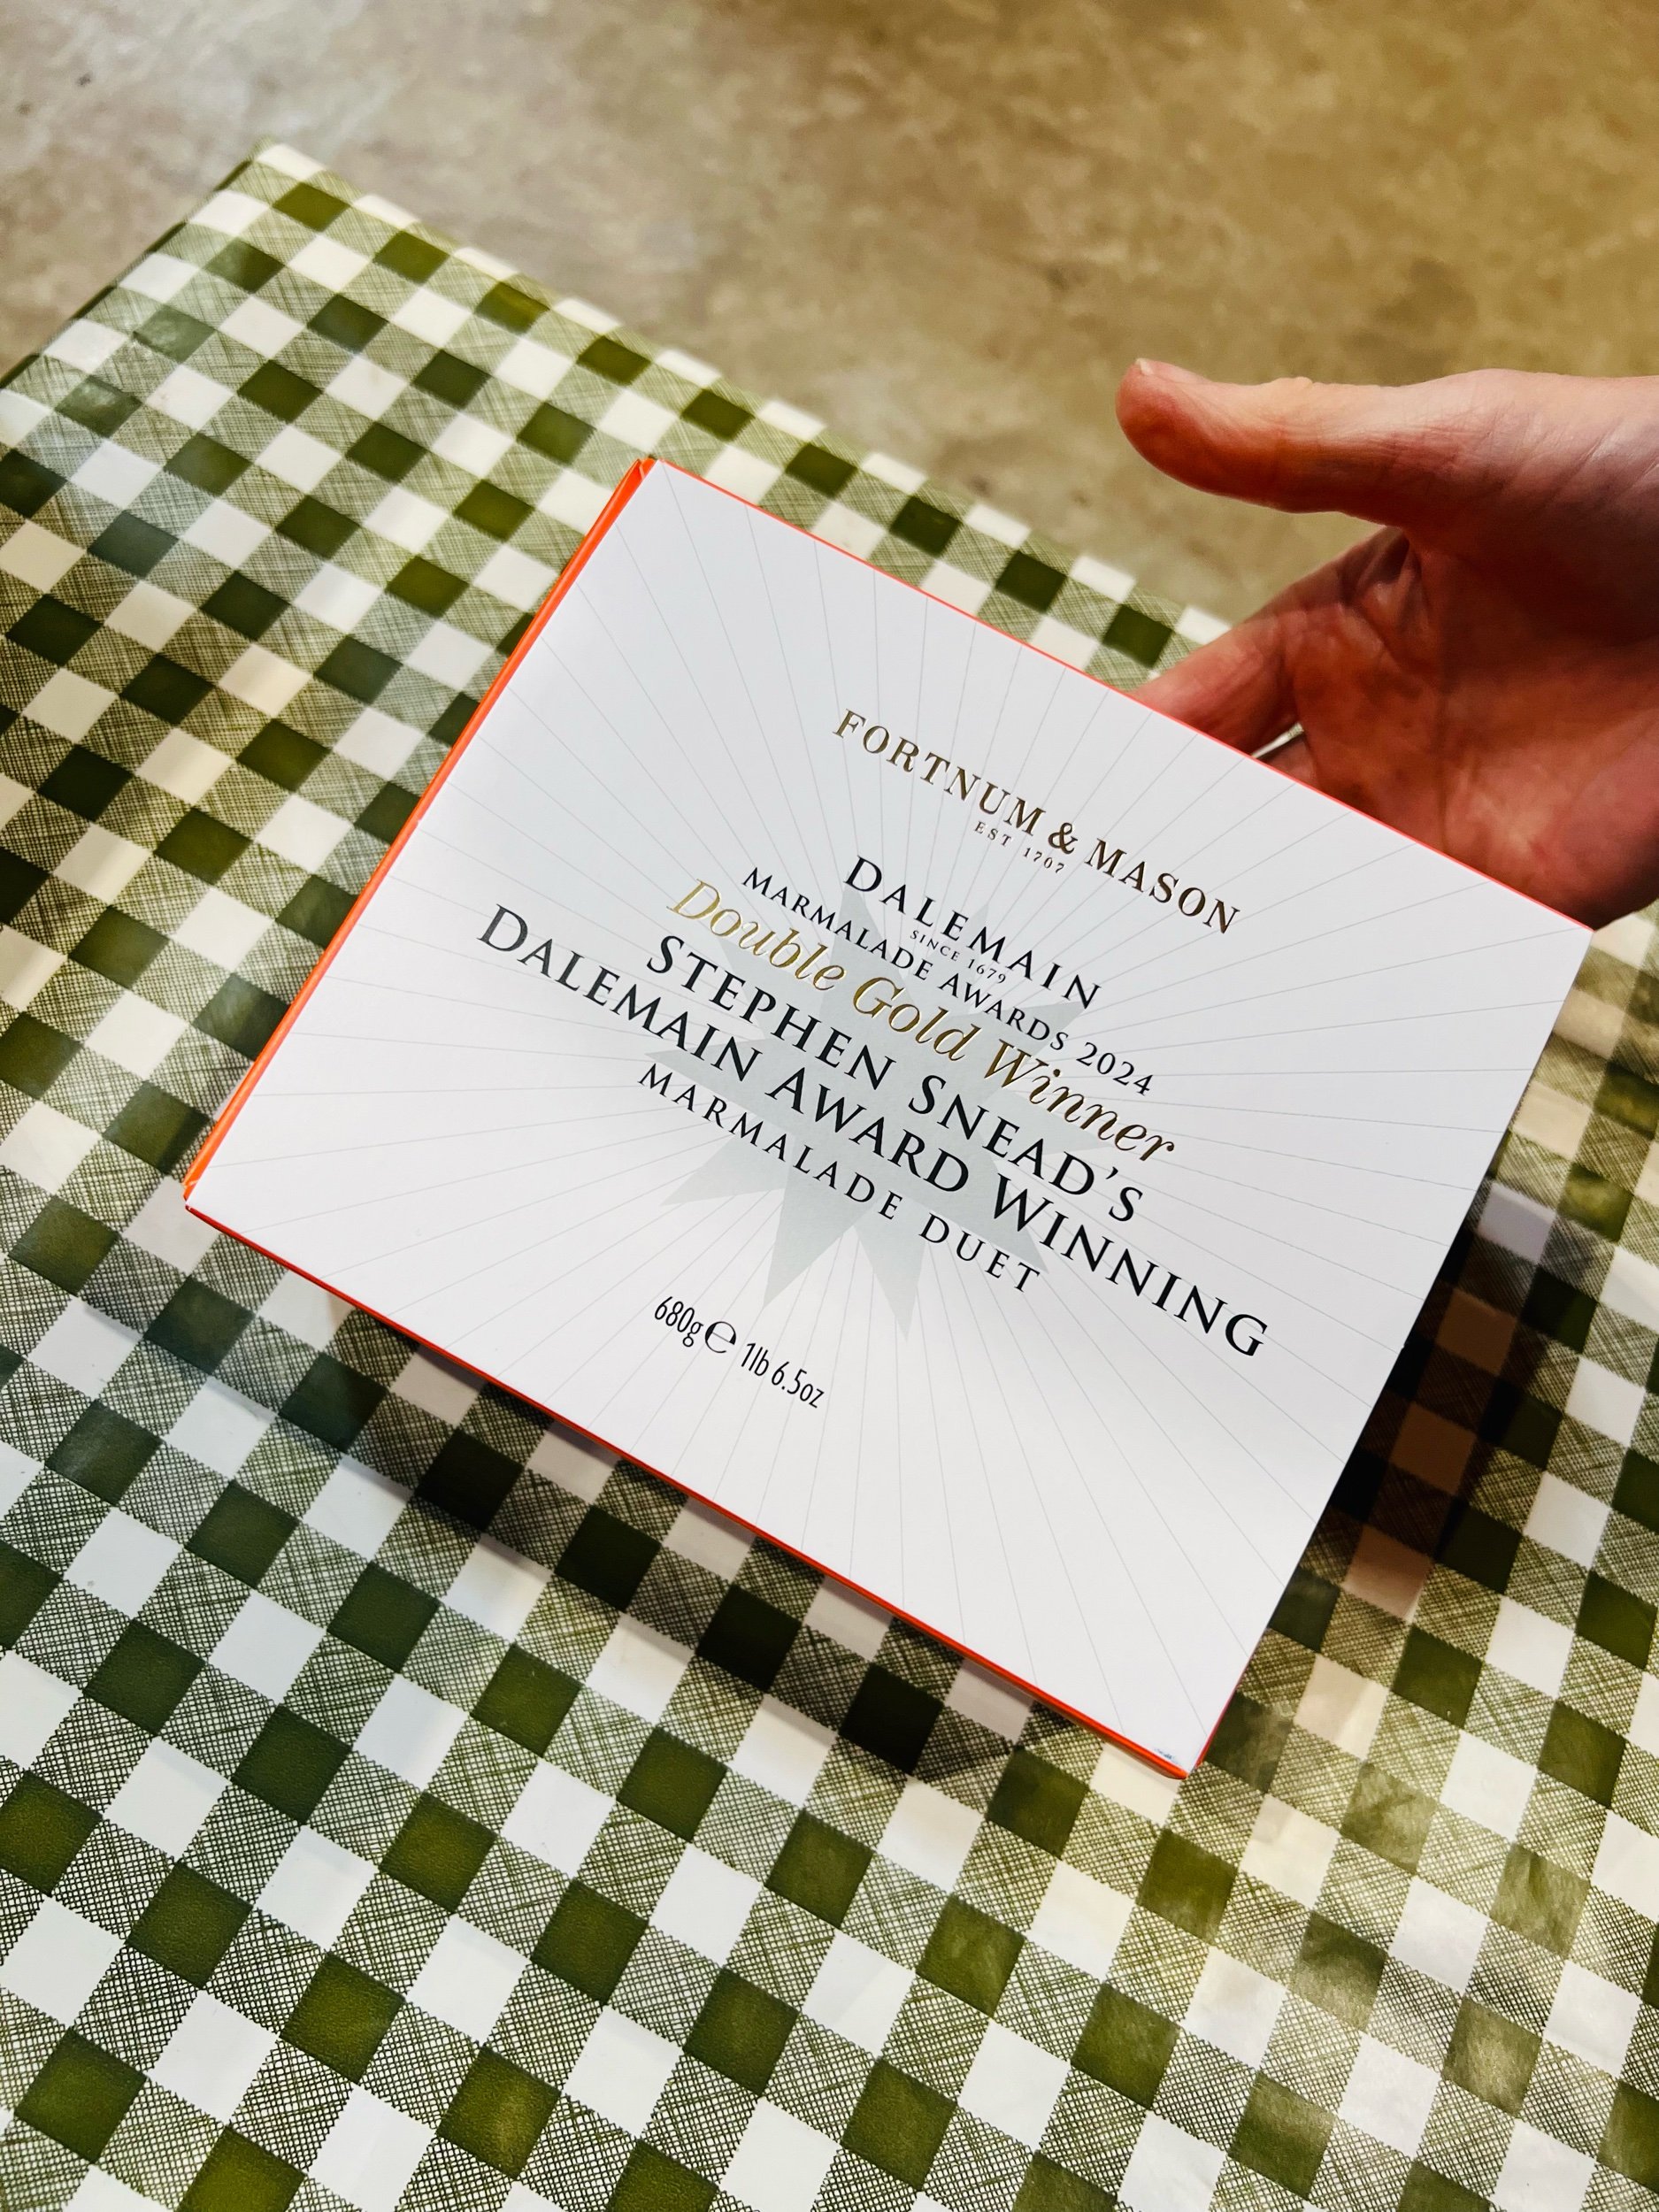 FORTNUM & MASON
EST 1707
DALEMAIN
SINCE 1679
MARMALADE AWARDS 2024
Double Gold Winner
STEPHEN SNEAD'S
DALEMAIN AWARD WINNING
MARMALADE DUET
680g ℮ 1lb 6.5oz